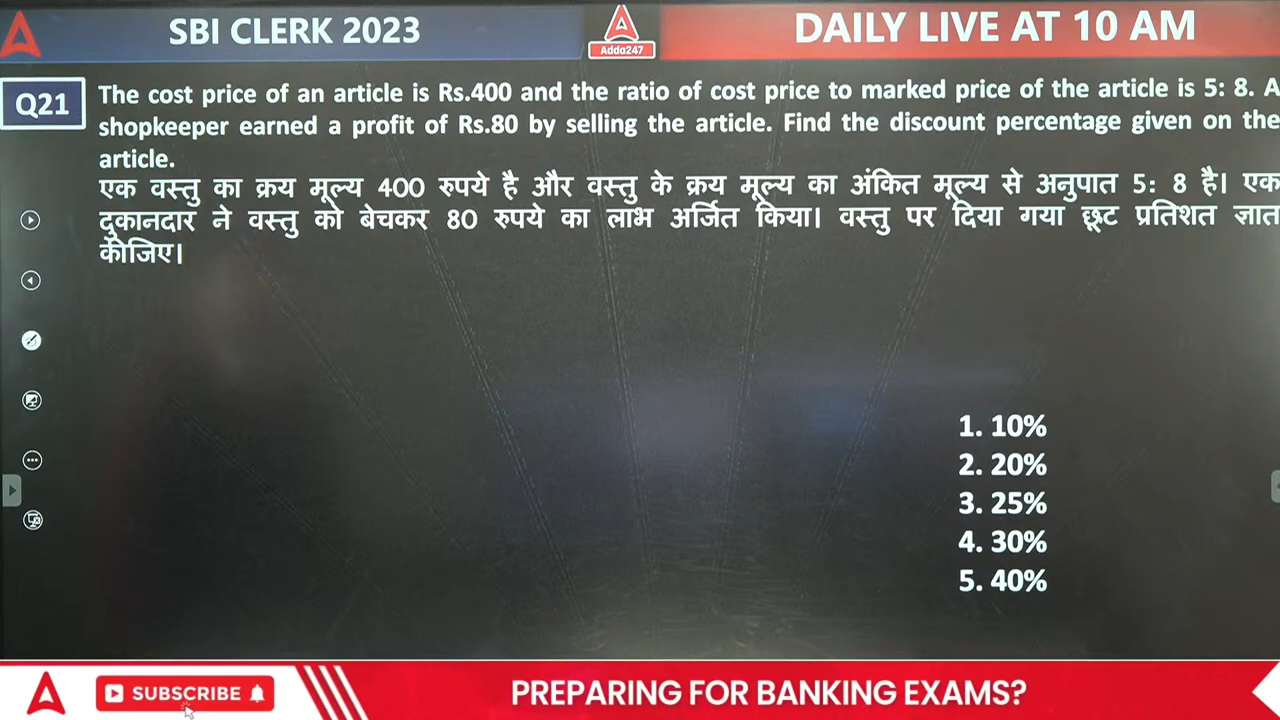 SBI CLERK 2023
Adda247
DAILY LIVE AT 10 AM
Q21
The cost price of an article is Rs.400 and the ratio of cost price to marked price of the article is 5: 8. A
shopkeeper earned a profit of Rs.80 by selling the article. Find the discount percentage given on the
article.
एक वस्तु का क्रय मूल्य 400 रुपये है और वस्तु के क्रय मूल्य का अंकित मूल्य से अनुपात 5: 8 है। एक
दुकानदार ने वस्तु को बेचकर 80 रुपये का लाभ अर्जित किया। वस्तु पर दिया गया छूट प्रतिशत ज्ञात
कीजिए।
1. 10%
2. 20%
3. 25%
4. 30%
5. 40%
SUBSCRIBE
PREPARING FOR BANKING EXAMS?